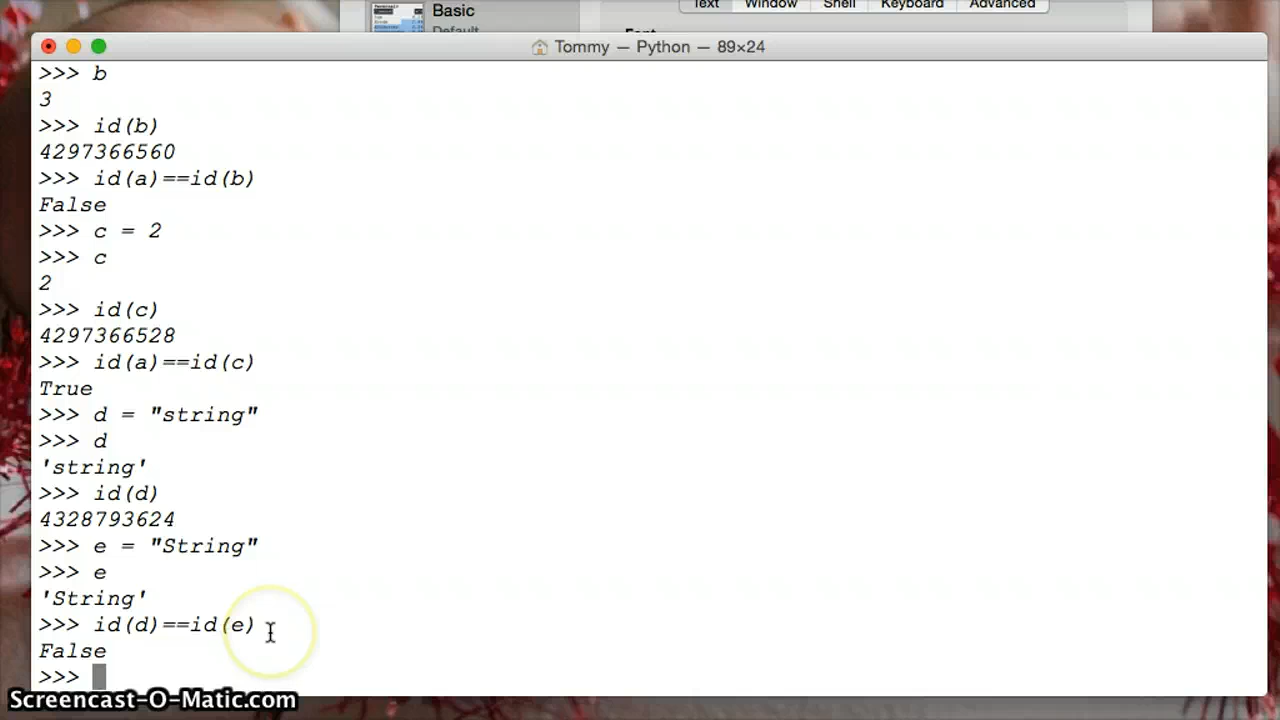 Basic
Default
Text Window Shell Keyboard Advanced
Tommy — Python — 89×24
>>> b
3
>>> id(b)
4297366560
>>> id(a)==id(b)
False
>>> c = 2
>>> c
2
>>> id(c)
4297366528
>>> id(a)==id(c)
True
>>> d = "string"
>>> d
'string'
>>> id(d)
4328793624
>>> e = "String"
>>> e
'String'
>>> id(d)==id(e)
False
>>>
Screencast-O-Matic.com